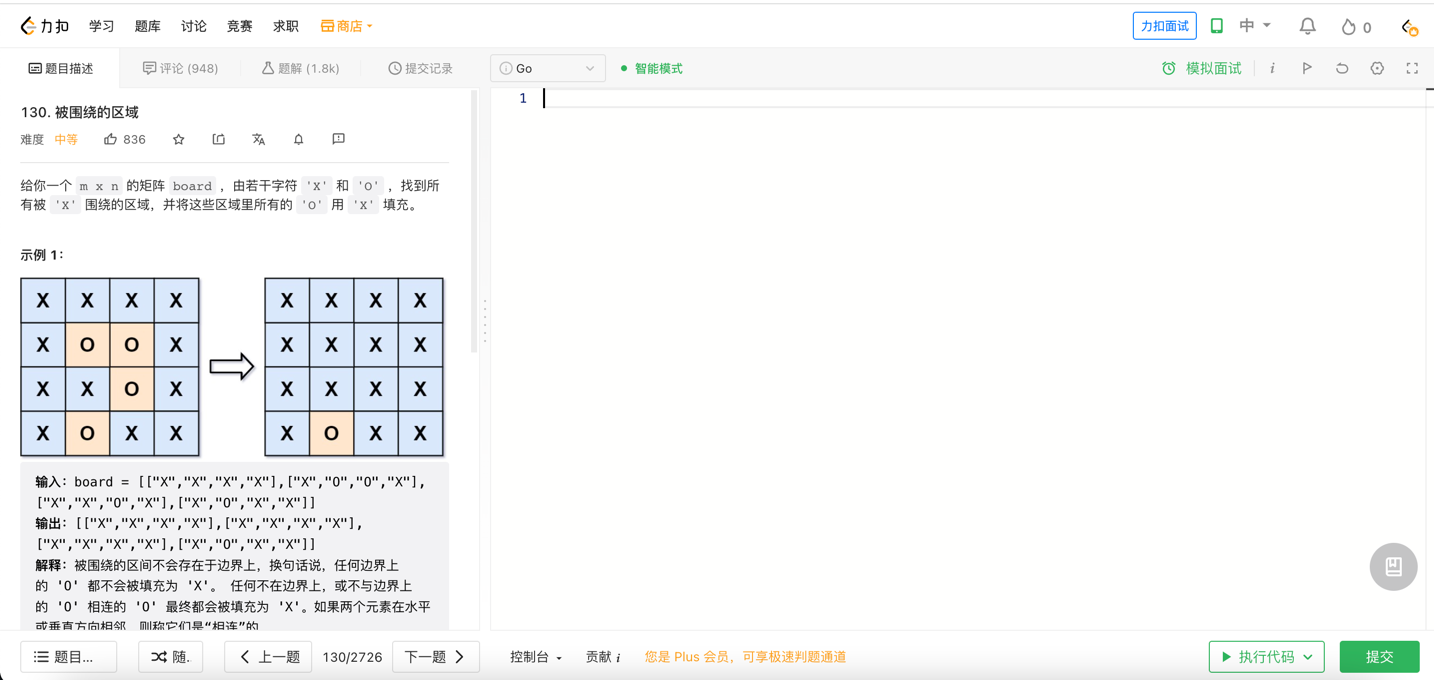 力扣 学习 题库 讨论 竞赛 求职 商店 力扣面试 中 0
题目描述 评论 (948) 题解 (1.8k) 提交记录 i Go 智能模式 模拟面试 i
130. 被围绕的区域
难度 中等 836
给你一个 m x n 的矩阵 board ，由若干字符 'X' 和 'O' ，找到所
有被 'X' 围绕的区域，并将这些区域里所有的 'O' 用 'X' 填充。
示例 1：
X X X X X X X X
X O O X X X X X
X X O X X X X X
X O X X X O X X
输入：board = [["X","X","X","X"],["X","O","O","X"],
["X","X","O","X"],["X","O","X","X"]]
输出：[["X","X","X","X"],["X","X","X","X"],
["X","X","X","X"],["X","O","X","X"]]
解释：被围绕的区间不会存在于边界上，换句话说，任何边界上
的 'O' 都不会被填充为 'X'。 任何不在边界上，或不与边界上
的 'O' 相连的 'O' 最终都会被填充为 'X'。如果两个元素在水平
或垂直方向相邻，则称它们是“相连”的
1
题目... 随. 上一题 130/2726 下一题 控制台 贡献 i 您是 Plus 会员，可享极速判题通道 执行代码 提交